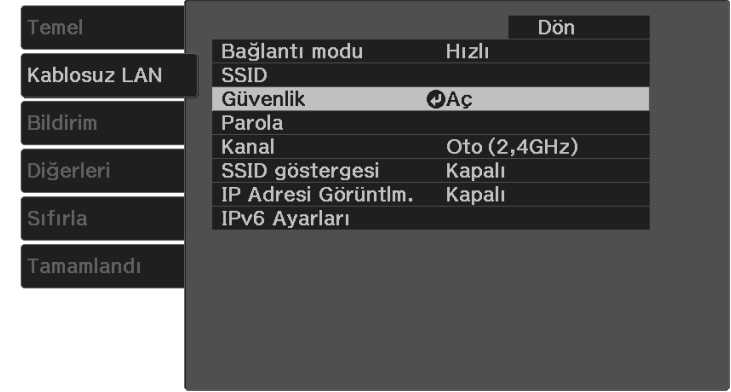 Temel
Kablosuz LAN
Bildirim
Diğerleri
Sıfırla
Tamamlandı
Dön
Bağlantı modu Hızlı
SSID
Güvenlik Aç
Parola
Kanal Oto (2,4GHz)
SSID göstergesi Kapalı
IP Adresi Görüntlm. Kapalı
IPv6 Ayarları